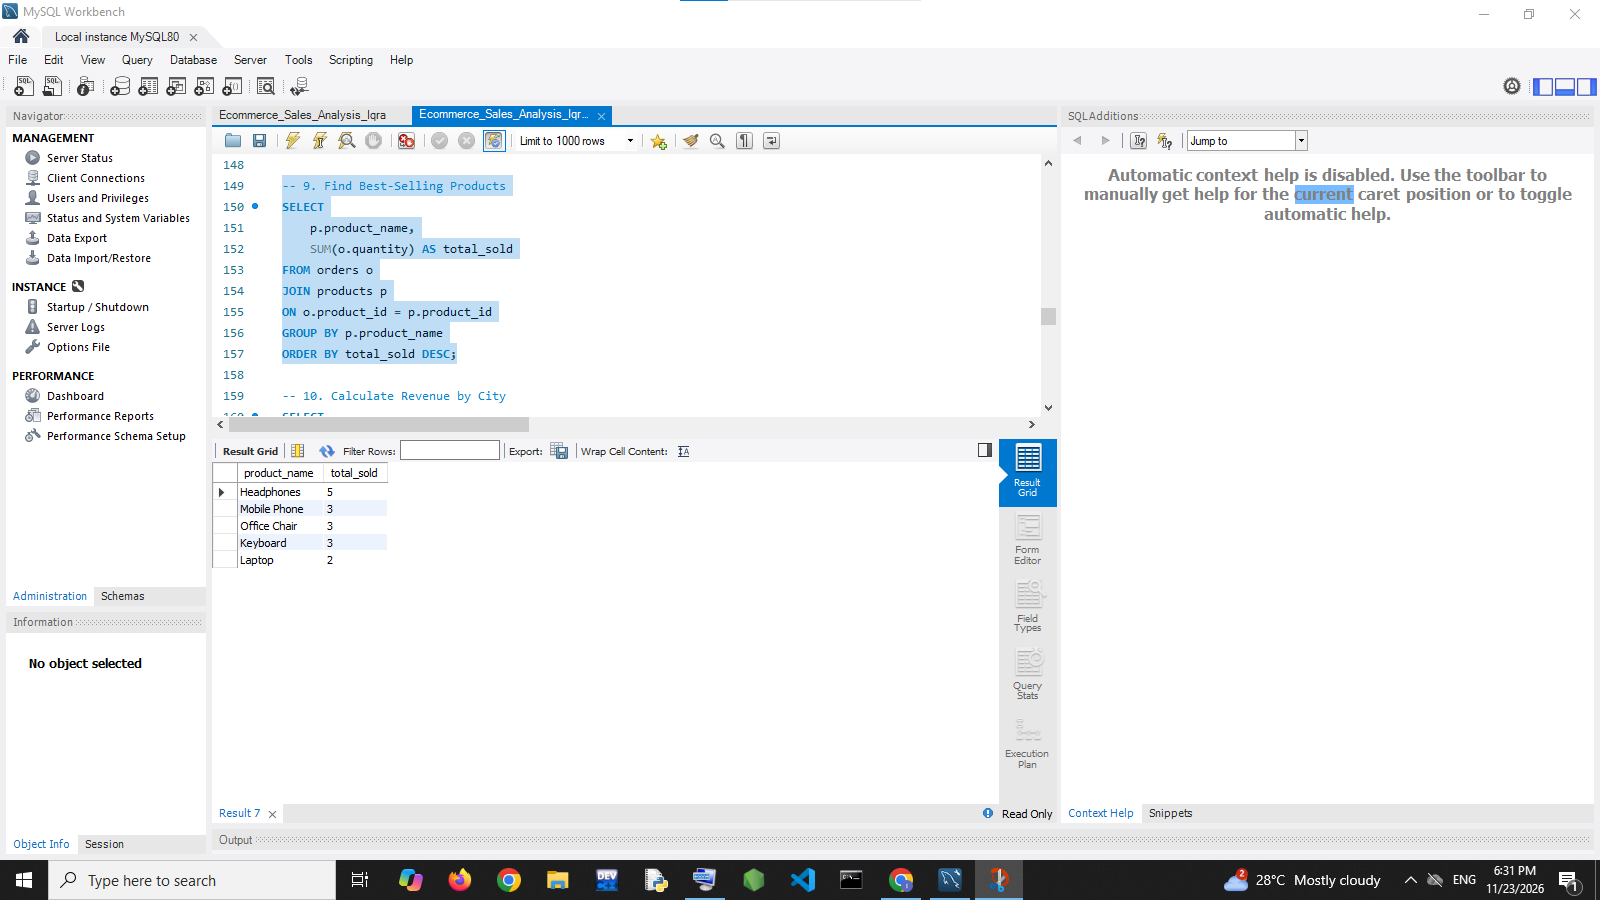 MySQL Workbench
Local instance MySQL80
File Edit View Query Database Server Tools Scripting Help
Navigator
MANAGEMENT
Server Status
Client Connections
Users and Privileges
Status and System Variables
Data Export
Data Import/Restore
INSTANCE
Startup / Shutdown
Server Logs
Options File
PERFORMANCE
Dashboard
Performance Reports
Performance Schema Setup
Administration Schemas
Information
No object selected
Object Info Session
Ecommerce_Sales_Analysis_Iqra Ecommerce_Sales_Analysis_Iqr...
Limit to 1000 rows
148
149 -- 9. Find Best-Selling Products
150 SELECT
151 p.product_name,
152 SUM(o.quantity) AS total_sold
153 FROM orders o
154 JOIN products p
155 ON o.product_id = p.product_id
156 GROUP BY p.product_name
157 ORDER BY total_sold DESC;
158
159 -- 10. Calculate Revenue by City
160 SELECT
Result Grid Filter Rows: Export: Wrap Cell Content:
product_name total_sold
Headphones 5
Mobile Phone 3
Office Chair 3
Keyboard 3
Laptop 2
Result
Grid
Form
Editor
Field
Types
Query
Stats
Execution
Plan
Result 7
Read Only
Output
SQLAdditions
Jump to
Automatic context help is disabled. Use the toolbar to
manually get help for the current caret position or to toggle
automatic help.
Context Help Snippets
Type here to search
DEV
2
28°C Mostly cloudy
ENG
6:31 PM
11/23/2026
1